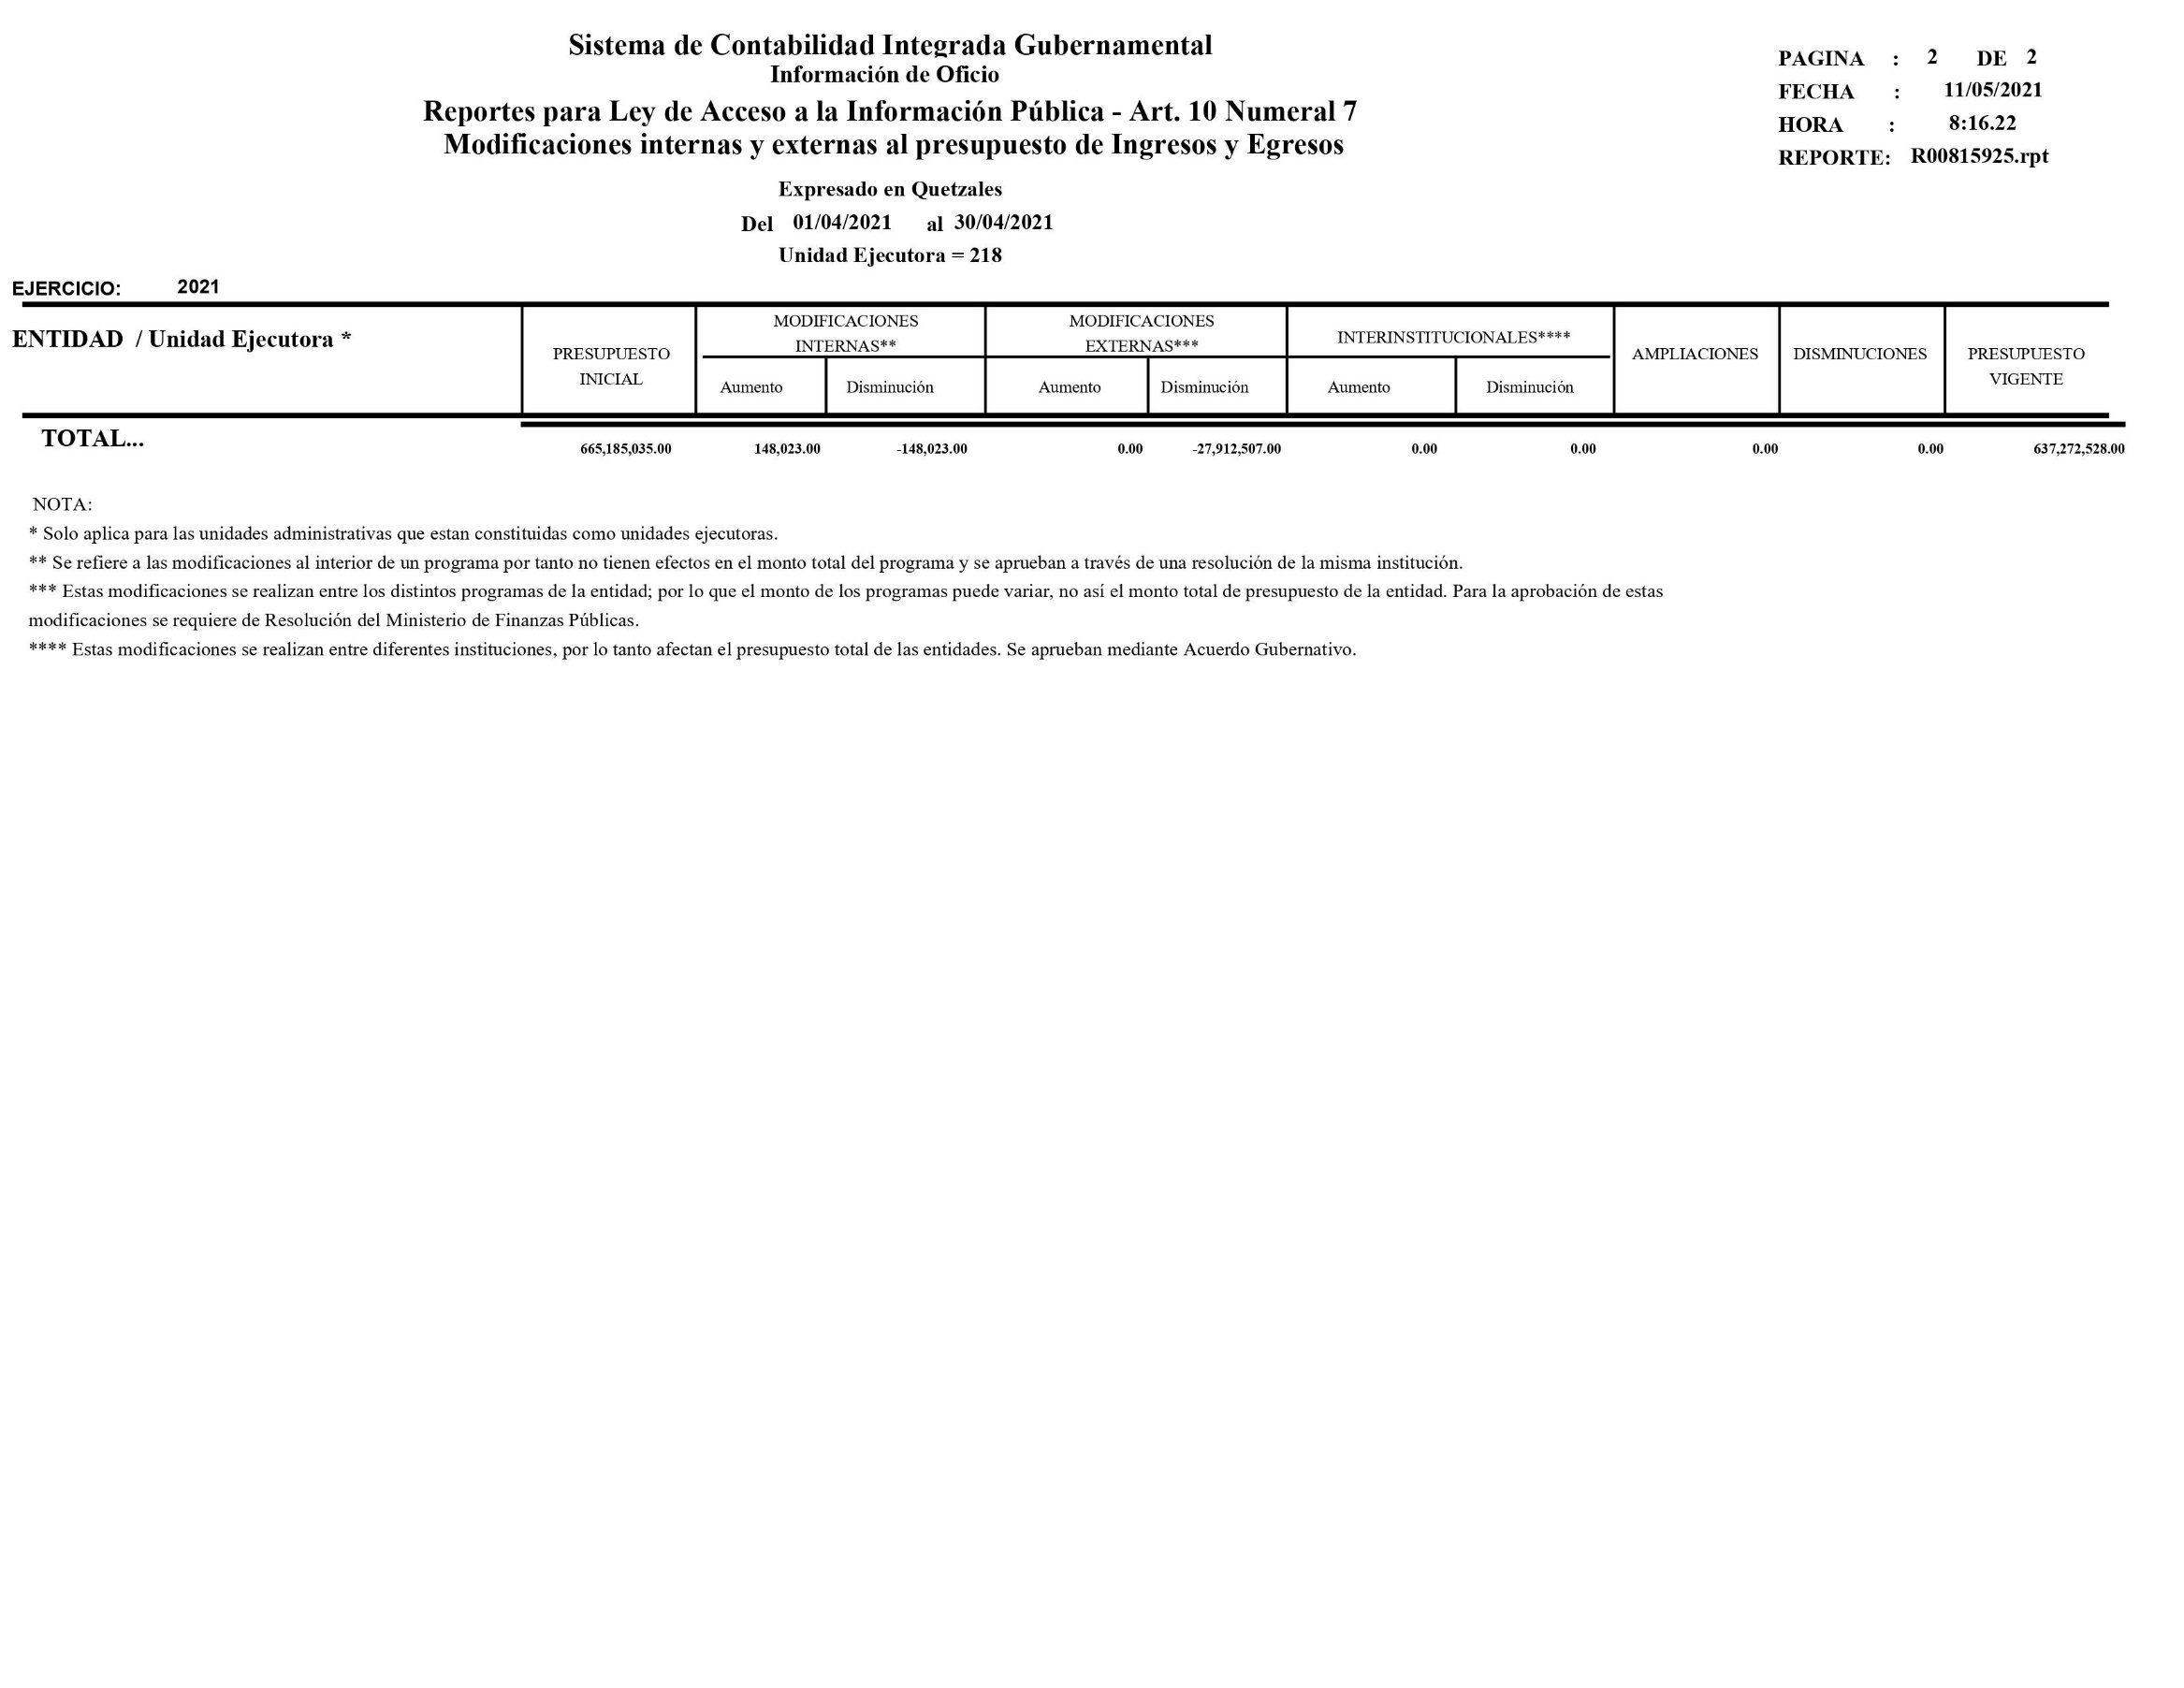 Sistema de Contabilidad Integrada Gubernamental
Información de Oficio
Reportes para Ley de Acceso a la Información Pública - Art. 10 Numeral 7
Modificaciones internas y externas al presupuesto de Ingresos y Egresos
Expresado en Quetzales
Del 01/04/2021 al 30/04/2021
Unidad Ejecutora = 218
PAGINA : 2 DE 2
FECHA : 11/05/2021
HORA : 8:16.22
REPORTE: R00815925.rpt
EJERCICIO: 2021
ENTIDAD / Unidad Ejecutora *
PRESUPUESTO
INICIAL
MODIFICACIONES
INTERNAS**
Aumento Disminución
MODIFICACIONES
EXTERNAS***
Aumento Disminución
INTERINSTITUCIONALES****
Aumento Disminución
AMPLIACIONES
DISMINUCIONES
PRESUPUESTO
VIGENTE
TOTAL... 665,185,035.00 148,023.00 -148,023.00 0.00 -27,912,507.00 0.00 0.00 0.00 0.00 637,272,528.00
NOTA:
* Solo aplica para las unidades administrativas que estan constituidas como unidades ejecutoras.
** Se refiere a las modificaciones al interior de un programa por tanto no tienen efectos en el monto total del programa y se aprueban a través de una resolución de la misma institución.
*** Estas modificaciones se realizan entre los distintos programas de la entidad; por lo que el monto de los programas puede variar, no así el monto total de presupuesto de la entidad. Para la aprobación de estas
modificaciones se requiere de Resolución del Ministerio de Finanzas Públicas.
**** Estas modificaciones se realizan entre diferentes instituciones, por lo tanto afectan el presupuesto total de las entidades. Se aprueban mediante Acuerdo Gubernativo.